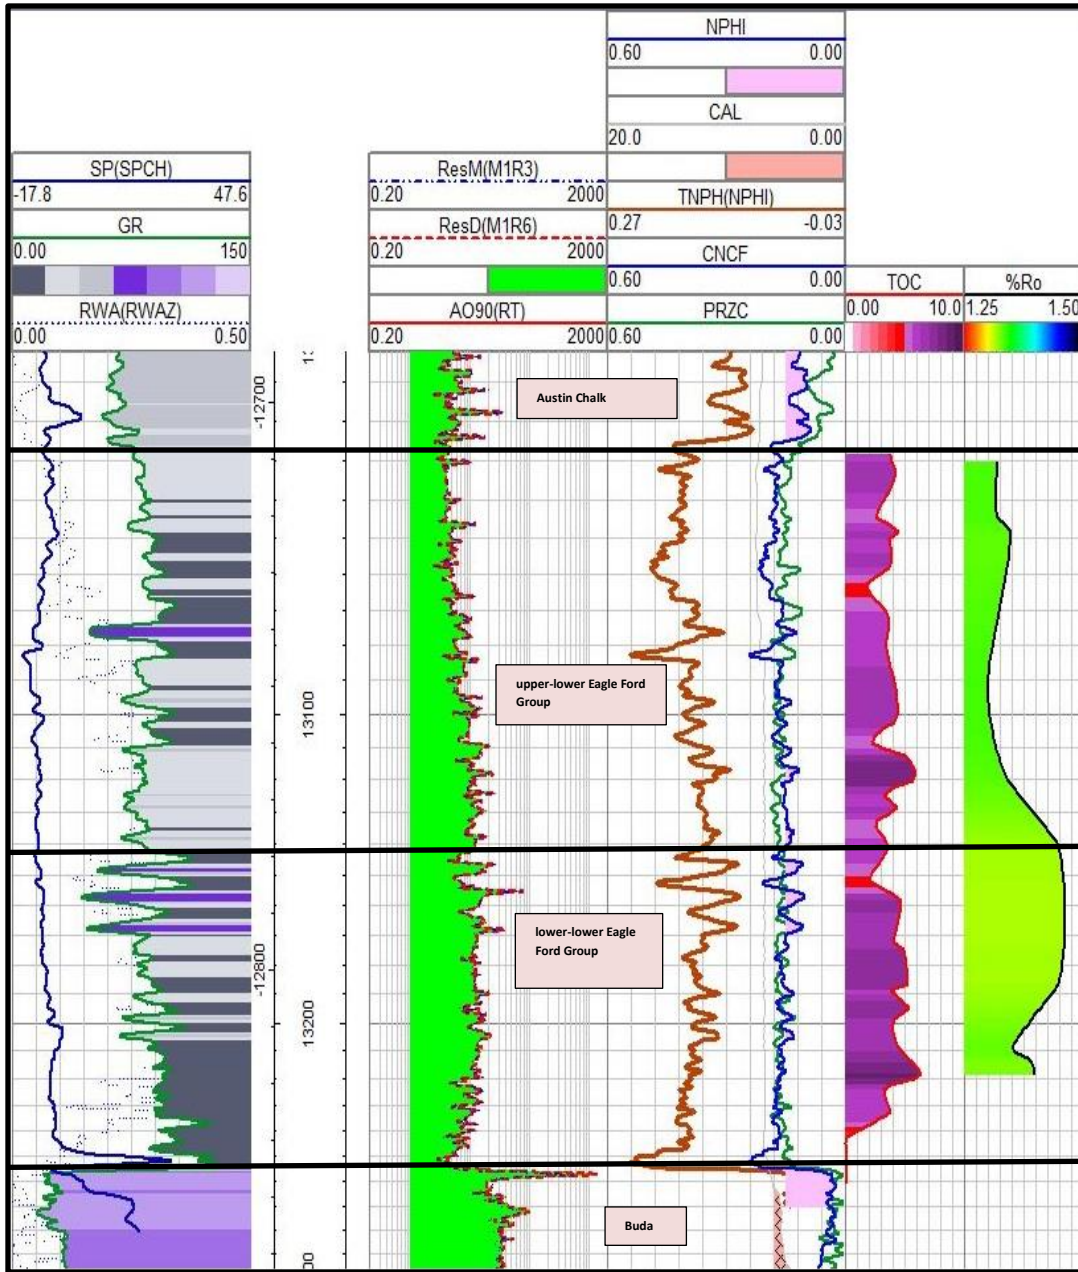 NPHI
0.60 0.00
CAL
20.0 0.00
SP(SPCH) ResM(M1R3) TNPH(NPHI)
-17.8 47.6 0.20 2000 0.27 -0.03
GR ResD(M1R6) CNCF
0.00 150 0.20 2000 0.60 0.00
RWA(RWAZ) AO90(RT) PRZC TOC %Ro
0.00 0.50 0.20 2000 0.60 0.00 0.00 10.0 1.25 1.50
-12700
Austin Chalk
upper-lower Eagle Ford
Group
13100
lower-lower Eagle
Ford Group
-12800
13200
Buda